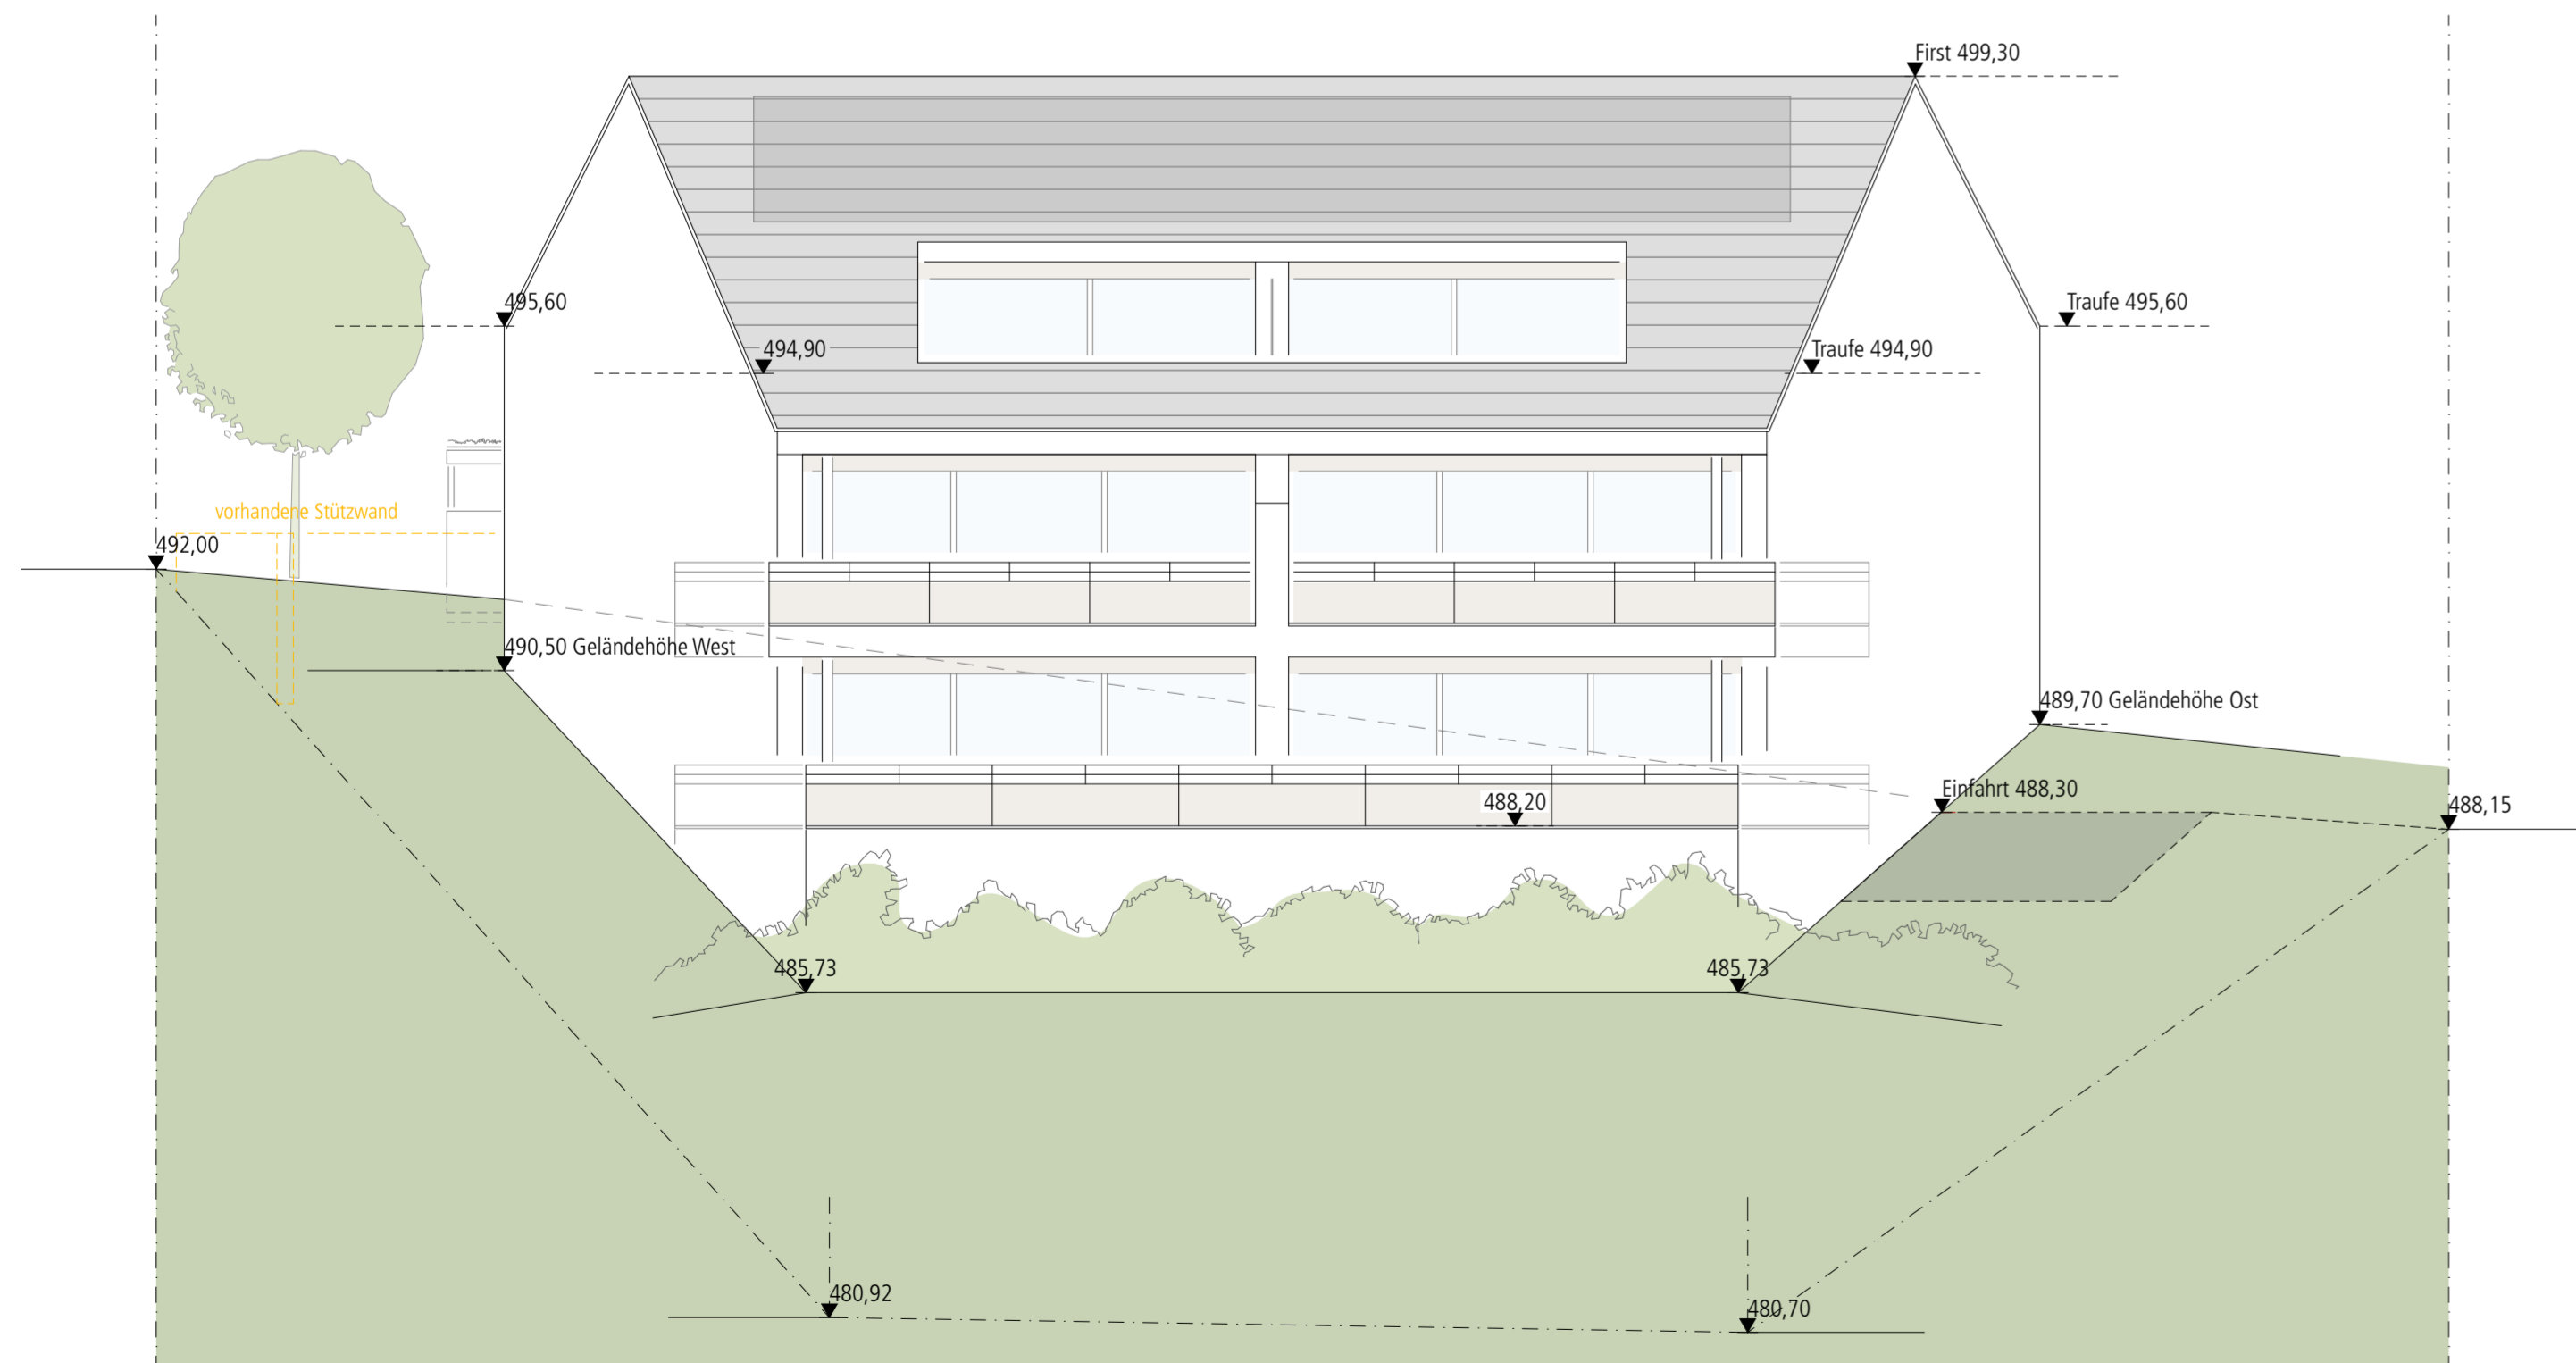 First 499,30
495,60
Traufe 495,60
494,90
Traufe 494,90
vorhandene Stützwand
492,00
490,50 Geländehöhe West
489,70 Geländehöhe Ost
Einfahrt 488,30
488,20
488,15
485,73
485,73
480,92
480,70